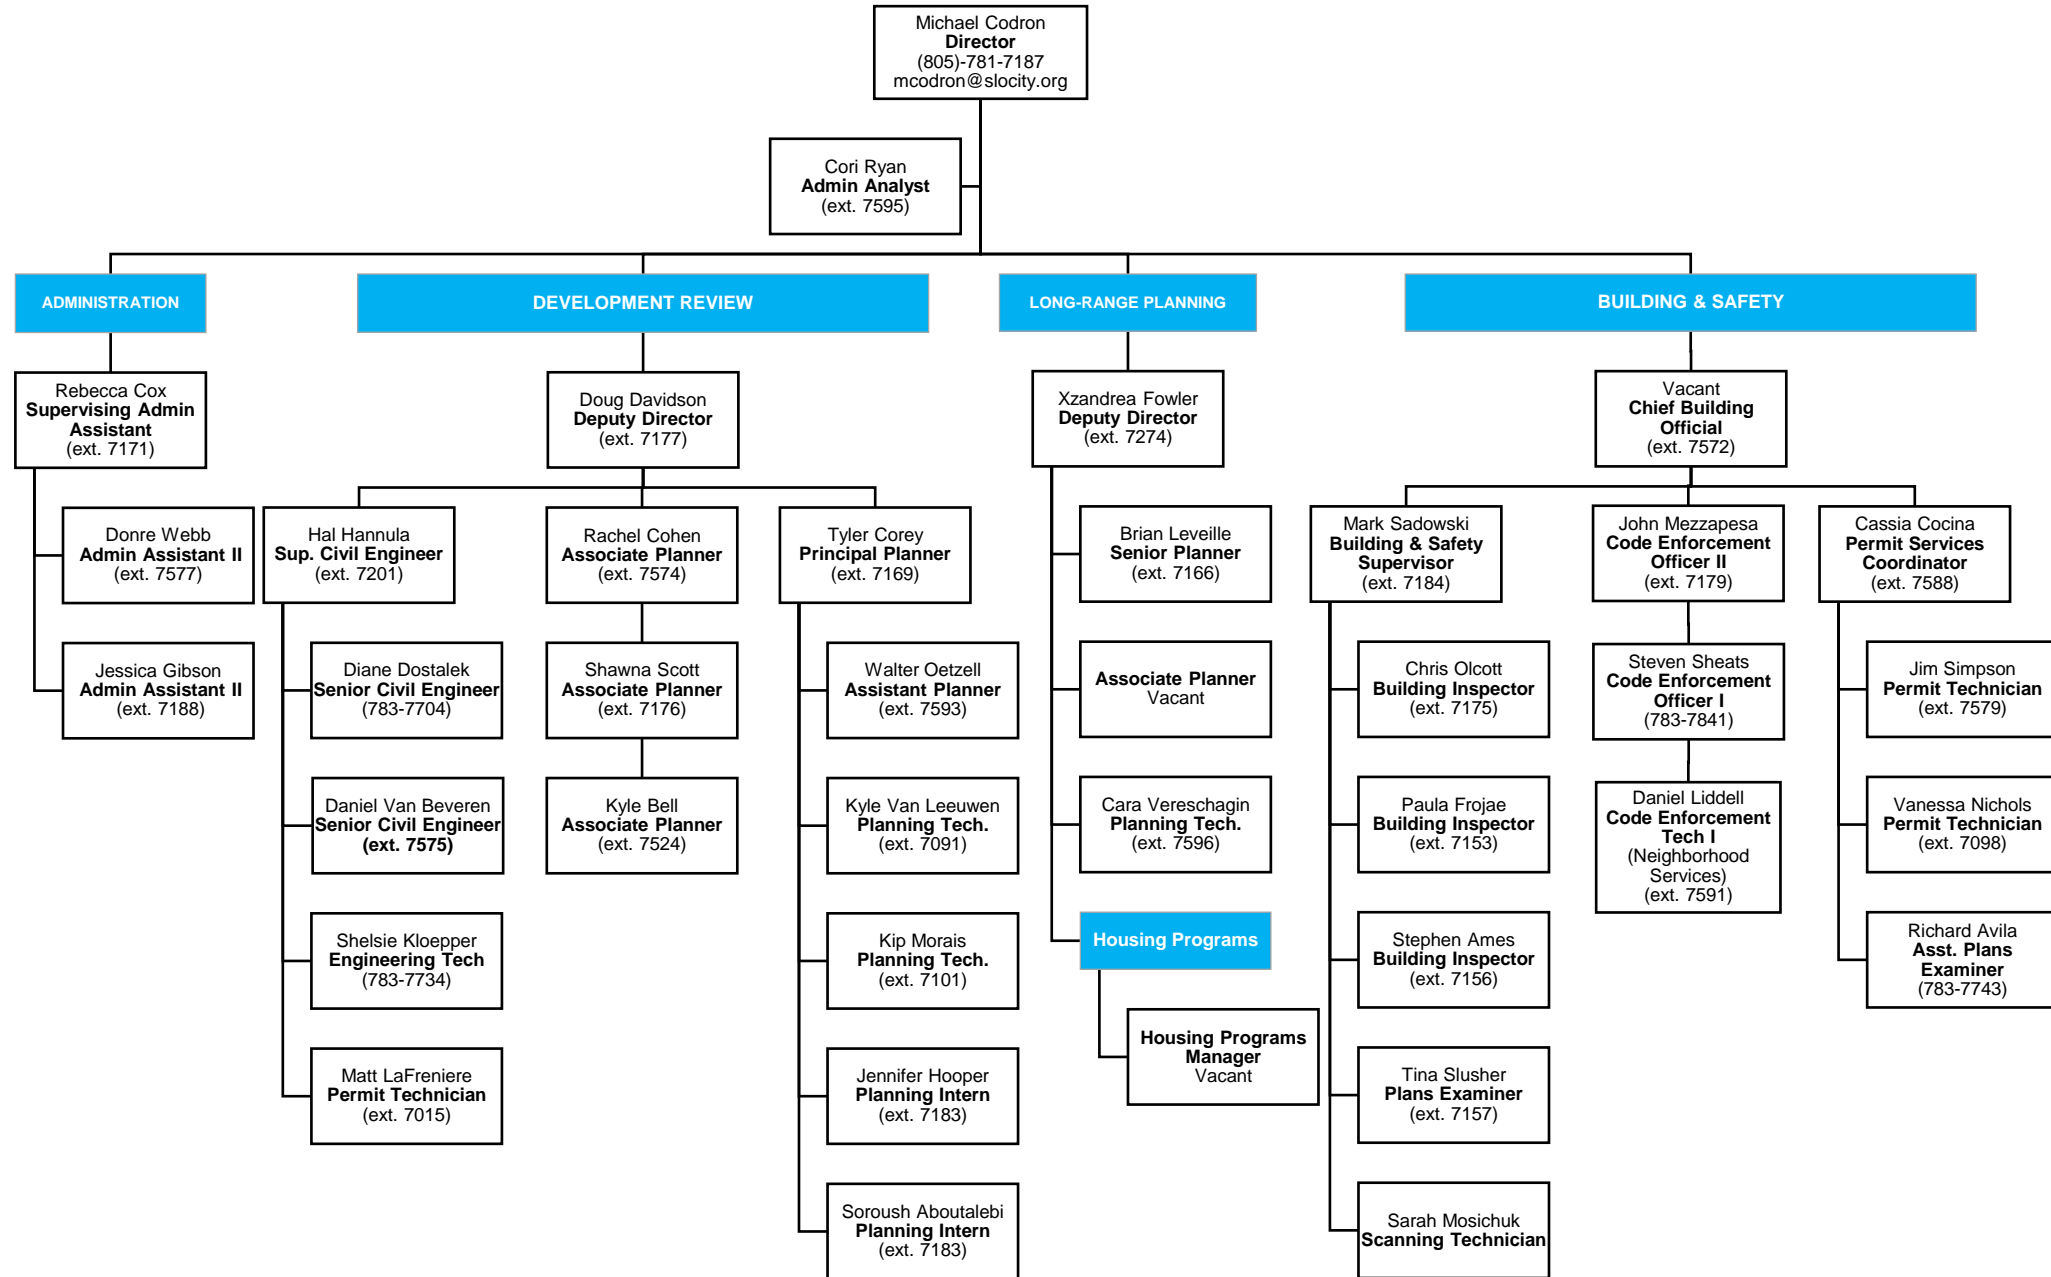 Michael Codron
Director
(805)-781-7187
mcodron@slocity.org
Cori Ryan
Admin Analyst
(ext. 7595)
ADMINISTRATION
DEVELOPMENT REVIEW
LONG-RANGE PLANNING
BUILDING & SAFETY
Rebecca Cox
Supervising Admin
Assistant
(ext. 7171)
Donre Webb
Admin Assistant II
(ext. 7577)
Jessica Gibson
Admin Assistant II
(ext. 7188)
Doug Davidson
Deputy Director
(ext. 7177)
Hal Hannula
Sup. Civil Engineer
(ext. 7201)
Diane Dostalek
Senior Civil Engineer
(783-7704)
Daniel Van Beveren
Senior Civil Engineer
(ext. 7575)
Shelsie Kloepper
Engineering Tech
(783-7734)
Matt LaFreniere
Permit Technician
(ext. 7015)
Rachel Cohen
Associate Planner
(ext. 7574)
Shawna Scott
Associate Planner
(ext. 7176)
Kyle Bell
Associate Planner
(ext. 7524)
Tyler Corey
Principal Planner
(ext. 7169)
Walter Oetzell
Assistant Planner
(ext. 7593)
Kyle Van Leeuwen
Planning Tech.
(ext. 7091)
Kip Morais
Planning Tech.
(ext. 7101)
Jennifer Hooper
Planning Intern
(ext. 7183)
Soroush Aboutalebi
Planning Intern
(ext. 7183)
Xzandrea Fowler
Deputy Director
(ext. 7274)
Brian Leveille
Senior Planner
(ext. 7166)
Associate Planner
Vacant
Cara Vereschagin
Planning Tech.
(ext. 7596)
Housing Programs
Housing Programs
Manager
Vacant
Vacant
Chief Building
Official
(ext. 7572)
Mark Sadowski
Building & Safety
Supervisor
(ext. 7184)
Chris Olcott
Building Inspector
(ext. 7175)
Paula Frojae
Building Inspector
(ext. 7153)
Stephen Ames
Building Inspector
(ext. 7156)
Tina Slusher
Plans Examiner
(ext. 7157)
Sarah Mosichuk
Scanning Technician
John Mezzapesa
Code Enforcement
Officer II
(ext. 7179)
Steven Sheats
Code Enforcement
Officer I
(783-7841)
Daniel Liddell
Code Enforcement
Tech I
(Neighborhood
Services)
(ext. 7591)
Cassia Cocina
Permit Services
Coordinator
(ext. 7588)
Jim Simpson
Permit Technician
(ext. 7579)
Vanessa Nichols
Permit Technician
(ext. 7098)
Richard Avila
Asst. Plans
Examiner
(783-7743)